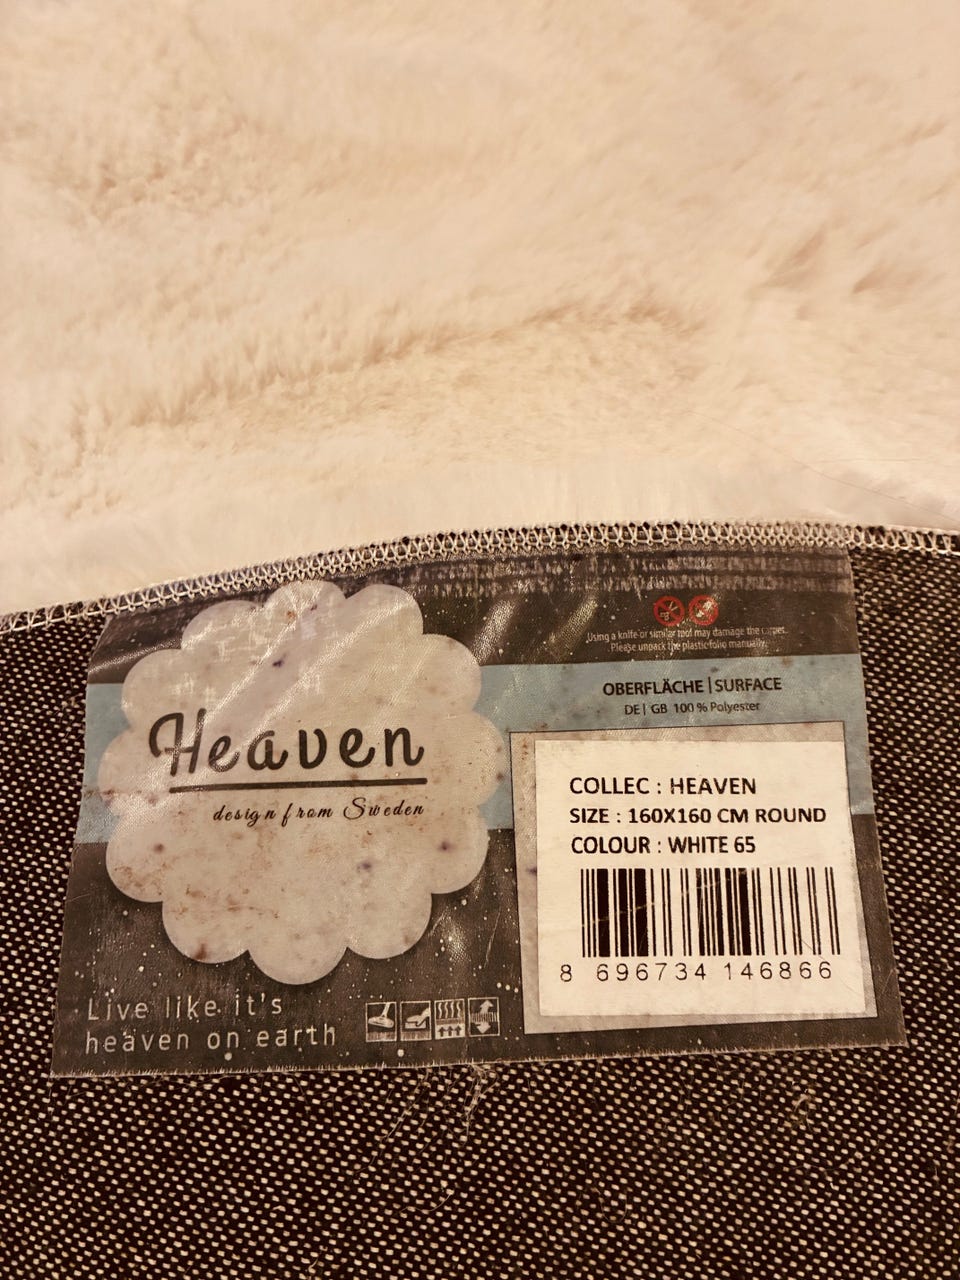 Heaven
design from Sweden
Live like it's
heaven on earth
Using a knife or similar tool may damage the carpet.
Please unpack the plastic folio manually.
OBERFLÄCHE | SURFACE
DE | GB 100 % Polyester
COLLEC : HEAVEN
SIZE : 160X160 CM ROUND
COLOUR : WHITE 65
8 696734 146866